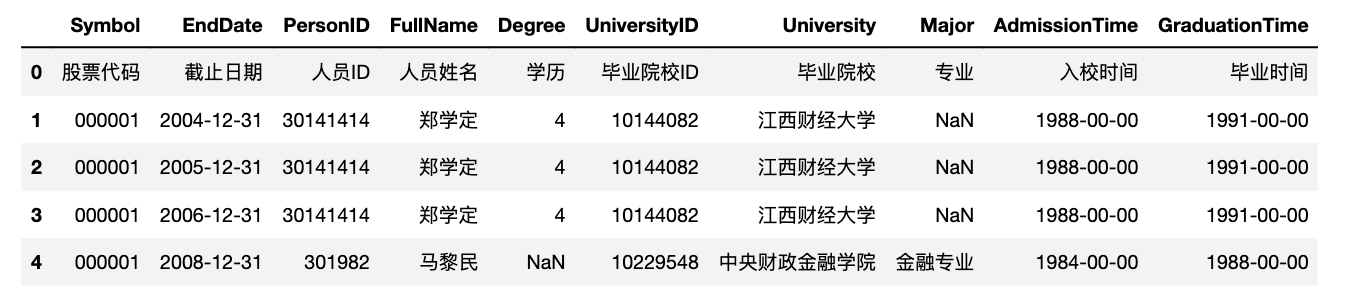 Symbol EndDate PersonID FullName Degree UniversityID University Major AdmissionTime GraduationTime
0 股票代码 截止日期 人员ID 人员姓名 学历 毕业院校ID 毕业院校 专业 入校时间 毕业时间
1 000001 2004-12-31 30141414 郑学定 4 10144082 江西财经大学 NaN 1988-00-00 1991-00-00
2 000001 2005-12-31 30141414 郑学定 4 10144082 江西财经大学 NaN 1988-00-00 1991-00-00
3 000001 2006-12-31 30141414 郑学定 4 10144082 江西财经大学 NaN 1988-00-00 1991-00-00
4 000001 2008-12-31 301982 马黎民 NaN 10229548 中央财政金融学院 金融专业 1984-00-00 1988-00-00